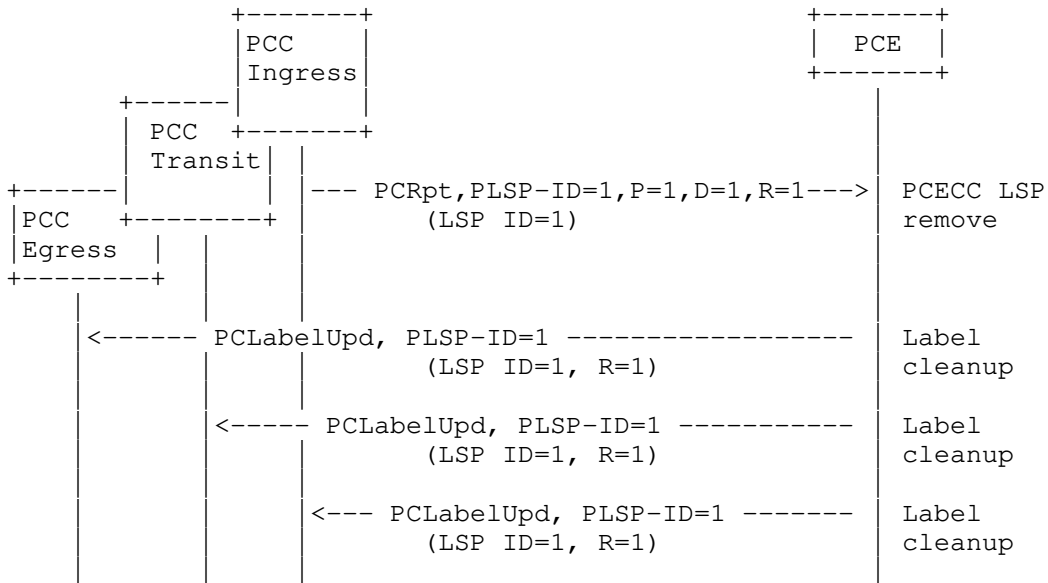 PCC
Ingress
PCE
PCC
Transit
--- PCRpt,PLSP-ID=1,P=1,D=1,R=1---> PCECC LSP
(LSP ID=1) remove
PCC
Egress
<------ PCLabelUpd, PLSP-ID=1 ------------------ Label
(LSP ID=1, R=1) cleanup
<----- PCLabelUpd, PLSP-ID=1 ----------- Label
(LSP ID=1, R=1) cleanup
<--- PCLabelUpd, PLSP-ID=1 ------- Label
(LSP ID=1, R=1) cleanup